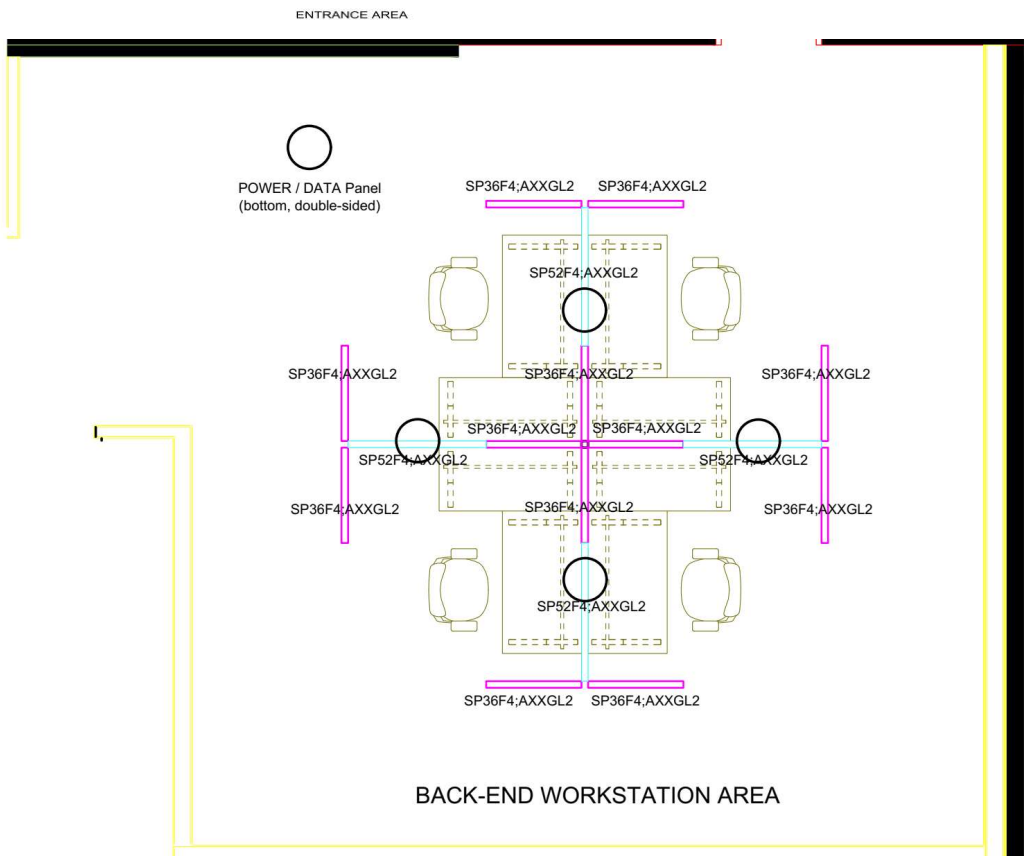 ENTRANCE AREA
POWER / DATA Panel
(bottom, double-sided)
SP36F4;AXXGL2 SP36F4;AXXGL2
SP52F4;AXXGL2
SP36F4;AXXGL2 SP36F4;AXXGL2 SP36F4;AXXGL2
SP36F4;AXXGL2 SP36F4;AXXGL2
SP52F4;AXXGL2 SP52F4;AXXGL2
SP36F4;AXXGL2 SP36F4;AXXGL2 SP36F4;AXXGL2
SP52F4;AXXGL2
SP36F4;AXXGL2 SP36F4;AXXGL2
BACK-END WORKSTATION AREA